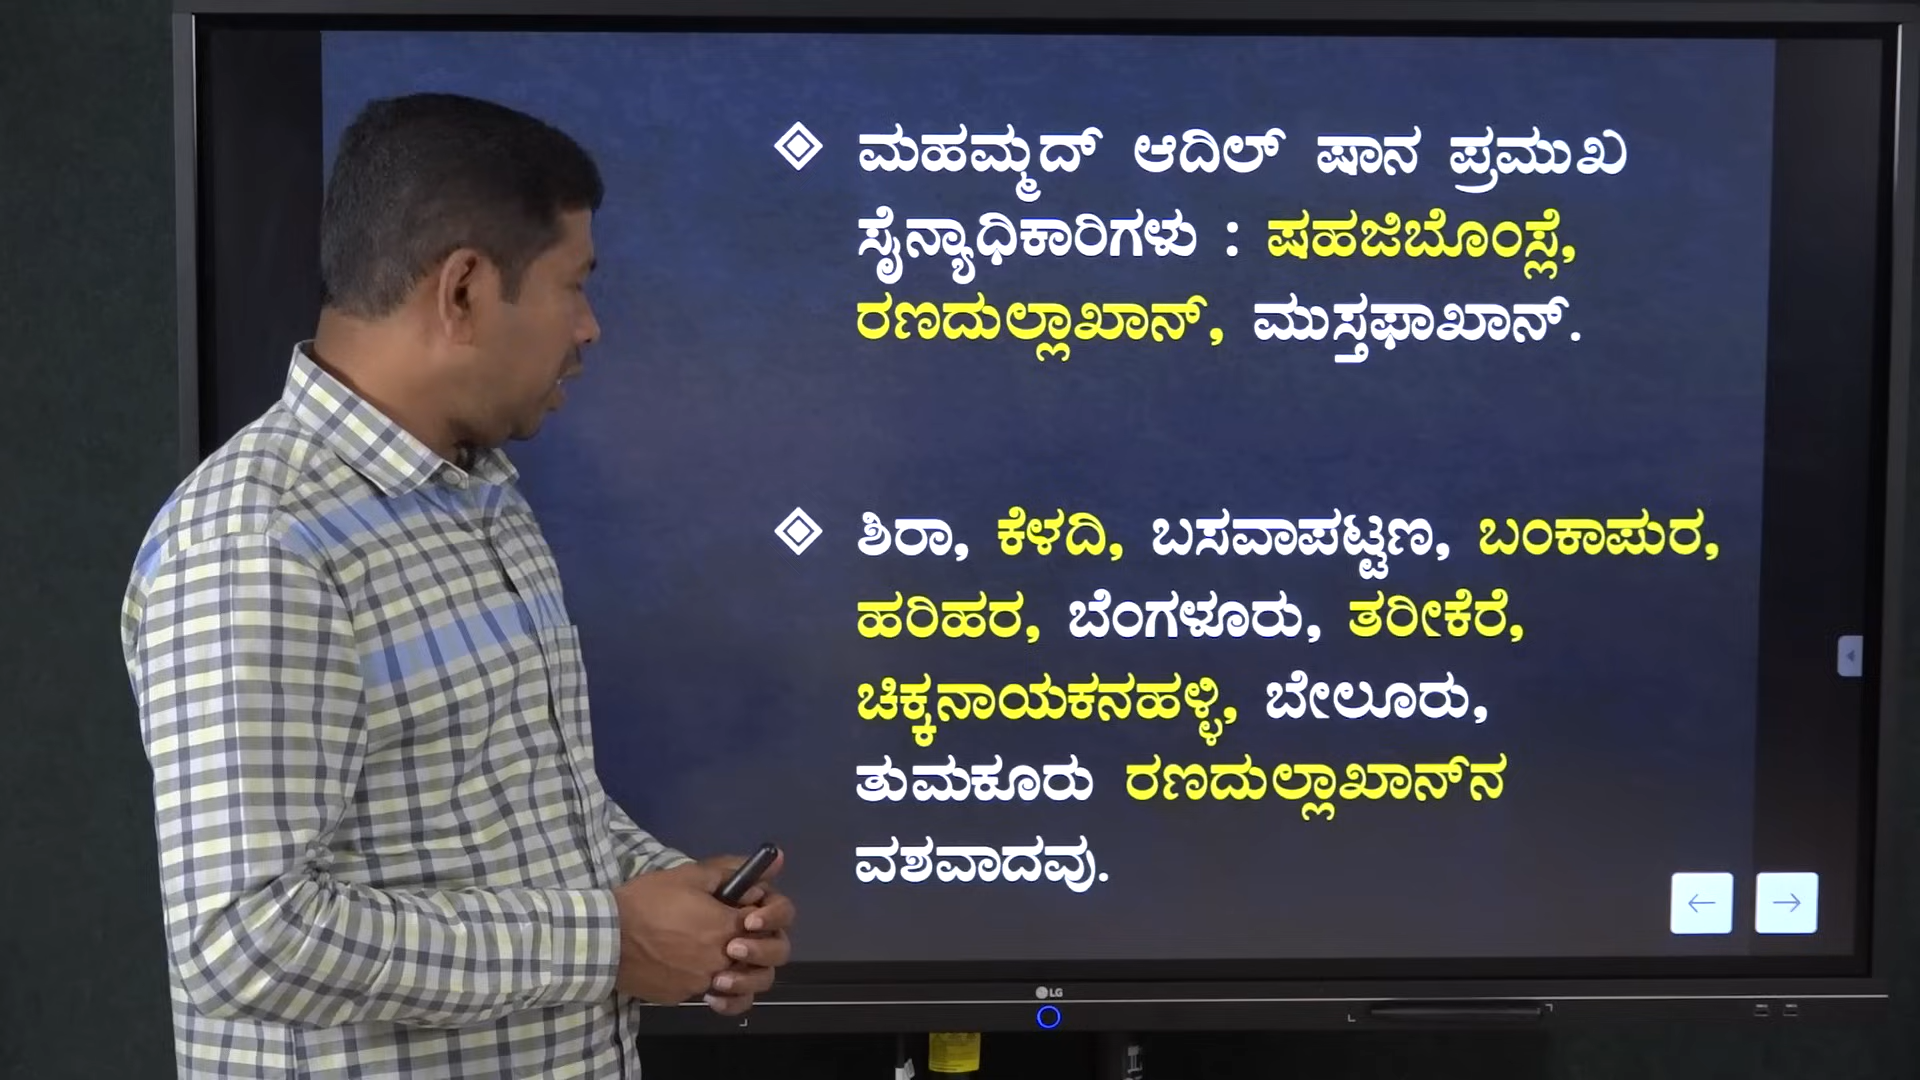 ಮಹಮ್ಮದ್ ಆದಿಲ್ ಷಾನ ಪ್ರಮುಖ
ಸೈನ್ಯಾಧಿಕಾರಿಗಳು : ಷಹಜಿಬೊಂಸ್ಲೆ,
ರಣದುಲ್ಲಾಖಾನ್, ಮುಸ್ತಫಾಖಾನ್.
ಶಿರಾ, ಕೆಳದಿ, ಬಸವಾಪಟ್ಟಣ, ಬಂಕಾಪುರ,
ಹರಿಹರ, ಬೆಂಗಳೂರು, ತರೀಕೆರೆ,
ಚಿಕ್ಕನಾಯಕನಹಳ್ಳಿ, ಬೇಲೂರು,
ತುಮಕೂರು ರಣದುಲ್ಲಾಖಾನ್‌ನ
ವಶವಾದವು.
LG